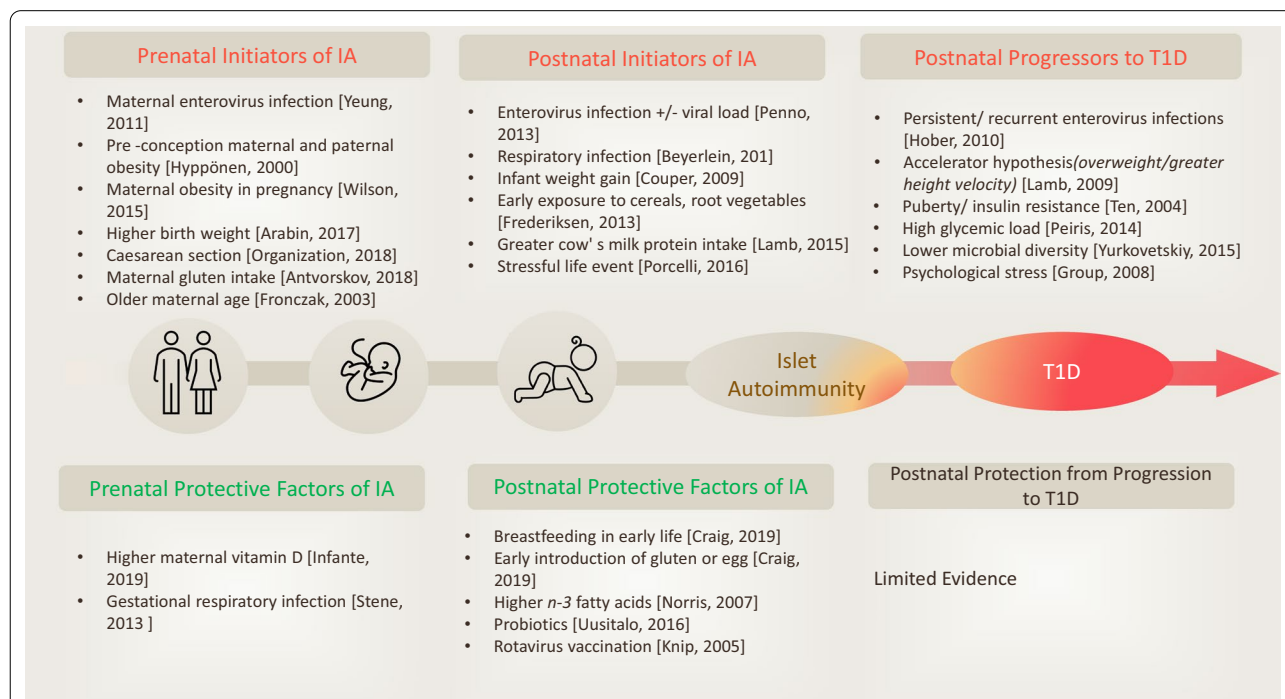 Prenatal Initiators of IA
• Maternal enterovirus infection [Yeung,
2011]
• Pre -conception maternal and paternal
obesity [Hyppönen, 2000]
• Maternal obesity in pregnancy [Wilson,
2015]
• Higher birth weight [Arabin, 2017]
• Caesarean section [Organization, 2018]
• Maternal gluten intake [Antvorskov, 2018]
• Older maternal age [Fronczak, 2003]
Postnatal Initiators of IA
• Enterovirus infection +/- viral load [Penno,
2013]
• Respiratory infection [Beyerlein, 201)
• Infant weight gain [Couper, 2009]
• Early exposure to cereals, root vegetables
[Frederiksen, 2013]
• Greater cow' s milk protein intake [Lamb, 2015]
• Stressful life event [Porcelli, 2016]
Postnatal Progressors to T1D
• Persistent/ recurrent enterovirus infections
[Hober, 2010]
• Accelerator hypothesis(overweight/greater
height velocity) [Lamb, 2009]
• Puberty/ insulin resistance [Ten, 2004]
• High glycemic load [Peiris, 2014]
• Lower microbial diversity [Yurkovetskiy, 2015]
• Psychological stress [Group, 2008]
Islet
Autoimmunity
T1D
Prenatal Protective Factors of IA
• Higher maternal vitamin D [Infante,
2019]
• Gestational respiratory infection [Stene,
2013 ]
Postnatal Protective Factors of IA
• Breastfeeding in early life [Craig, 2019]
• Early introduction of gluten or egg [Craig,
2019]
• Higher n-3 fatty acids [Norris, 2007]
• Probiotics [Uusitalo, 2016]
• Rotavirus vaccination [Knip, 2005]
Postnatal Protection from Progression
to T1D
Limited Evidence